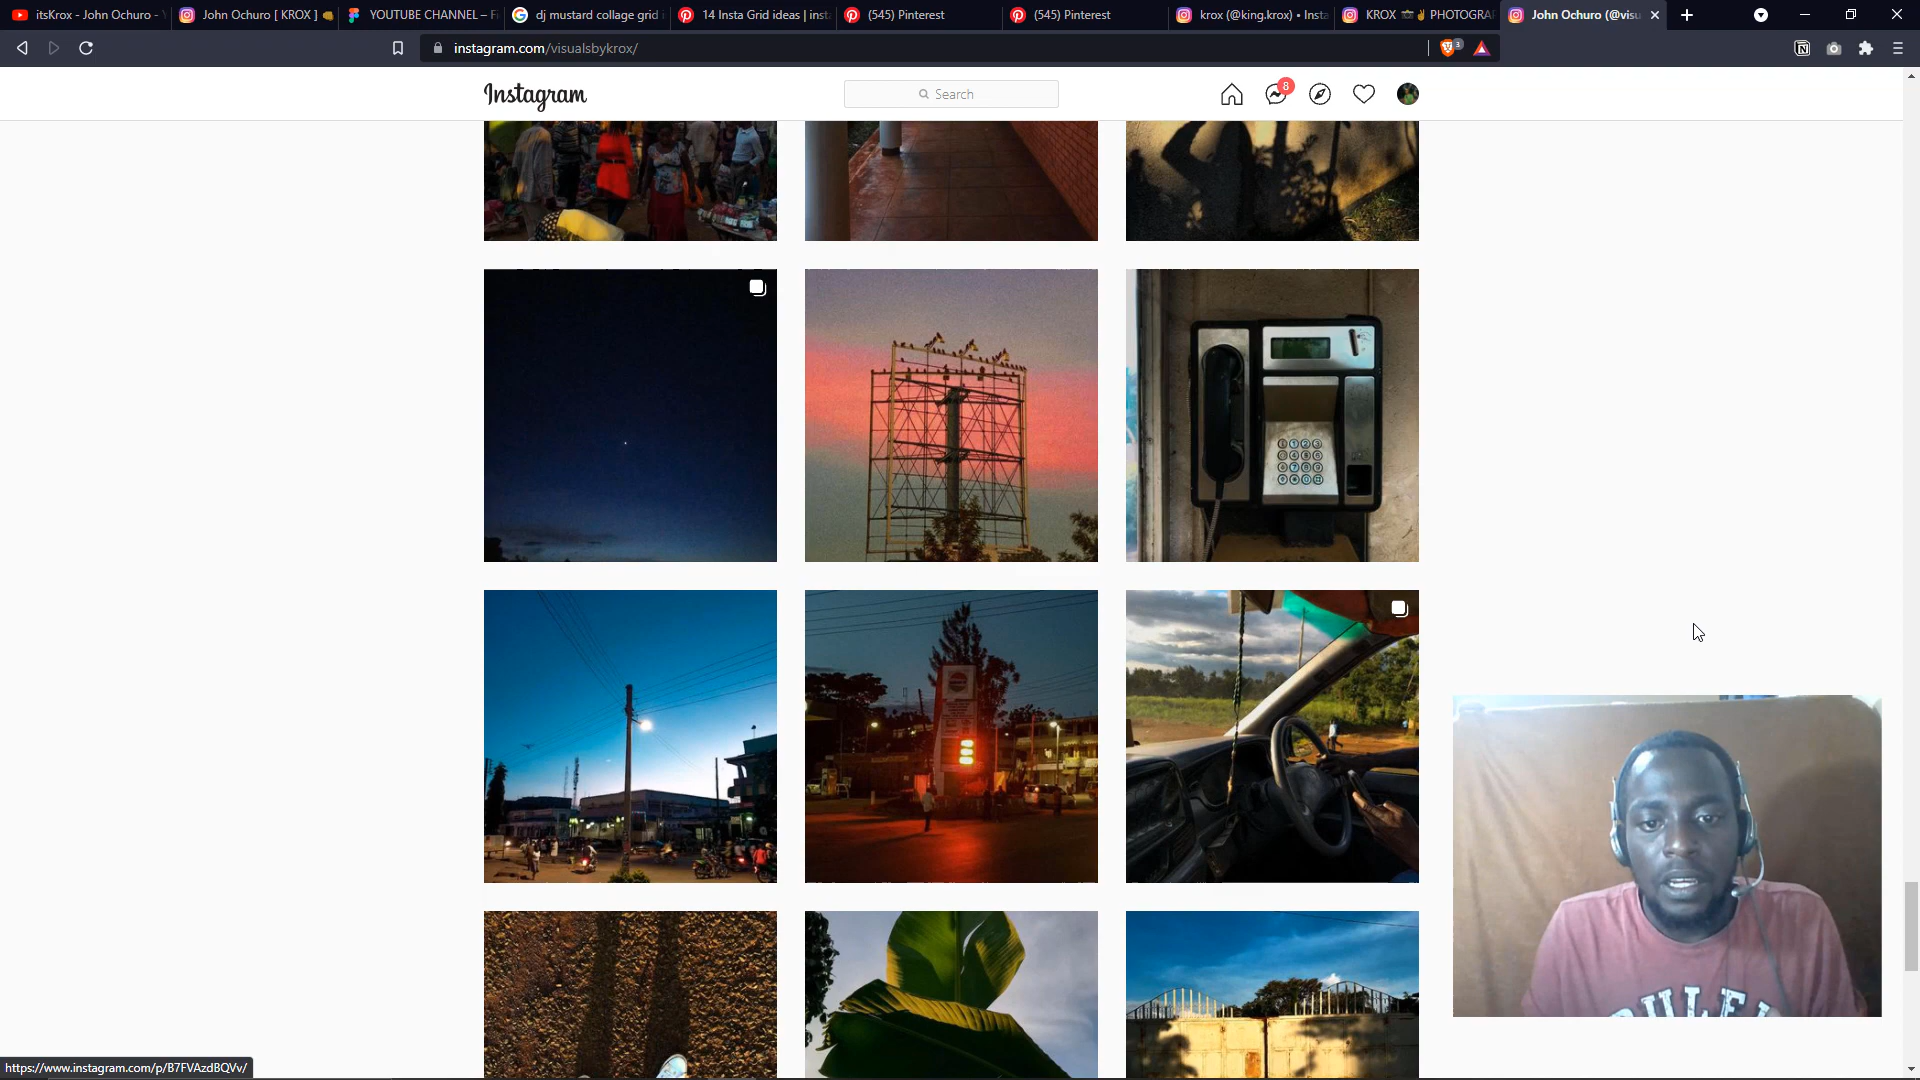 itsKrox - John Ochuro -
John Ochuro [ KROX ]
YOUTUBE CHANNEL – Fi
dj mustard collage grid
14 Insta Grid ideas | inst
(545) Pinterest
(545) Pinterest
krox (@king.krox) • Insta
KROX 📷✌ PHOTOGRA
John Ochuro (@visu
instagram.com/visualsbykrox/
3
Instagram
Search
8
https://www.instagram.com/p/B7FVAzdBQVv/